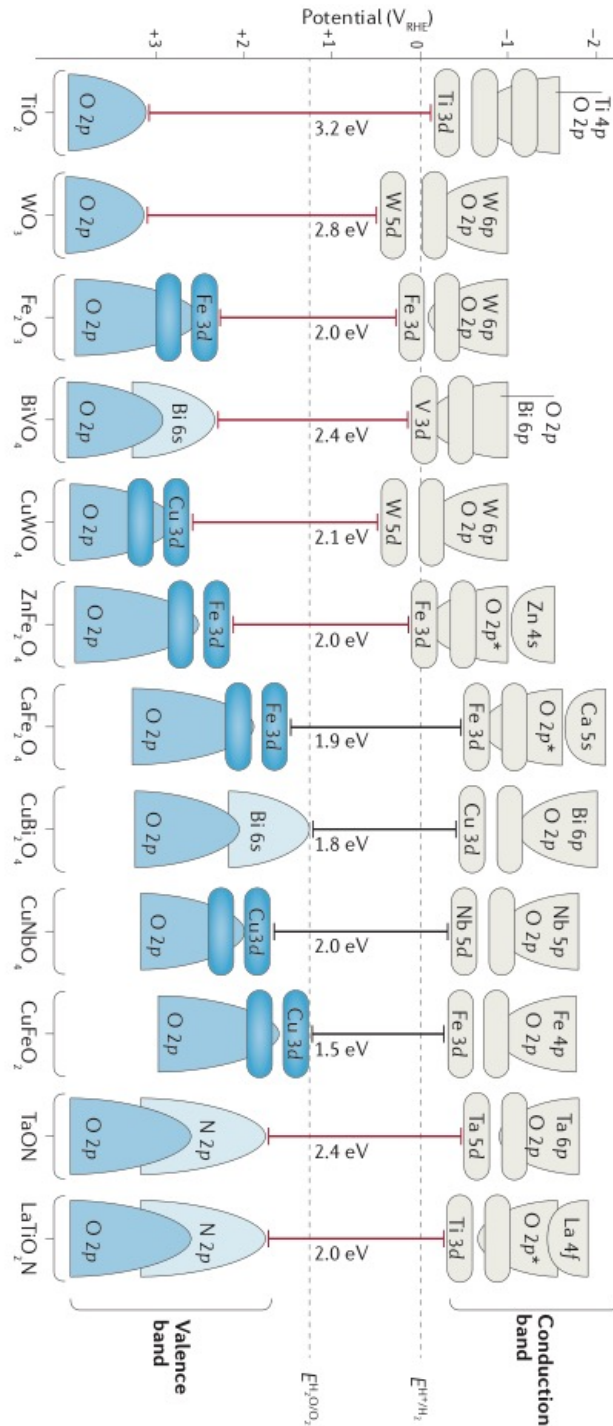 Potential (V_RHE)
+3
+2
+1
0
−1
−2
TiO₂
O 2p
3.2 eV
Ti 3d
Ti 4p
O 2p
WO₃
O 2p
2.8 eV
W 5d
W 6p
O 2p
Fe₂O₃
O 2p
Fe 3d
2.0 eV
Fe 3d
W 6p
O 2p
BiVO₄
O 2p
Bi 6s
2.4 eV
V 3d
O 2p
Bi 6p
CuWO₄
O 2p
Cu 3d
2.1 eV
W 5d
W 6p
O 2p
ZnFe₂O₄
O 2p
Fe 3d
2.0 eV
Fe 3d
O 2p*
Zn 4s
CaFe₂O₄
O 2p
Fe 3d
1.9 eV
Fe 3d
O 2p*
Ca 5s
CuBi₂O₄
O 2p
Bi 6s
1.8 eV
Cu 3d
Bi 6p
O 2p
CuNbO₄
O 2p
Cu3d
2.0 eV
Nb 5d
Nb 5p
O 2p
CuFeO₂
O 2p
Cu 3d
1.5 eV
Fe 3d
Fe 4p
O 2p
TaON
O 2p
N 2p
2.4 eV
Ta 5d
Ta 6p
O 2p
LaTiO₂N
O 2p
N 2p
2.0 eV
Ti 3d
O 2p*
La 4f
Valence
band
E^H₂O/O₂
E^H⁺/H₂
Conduction
band